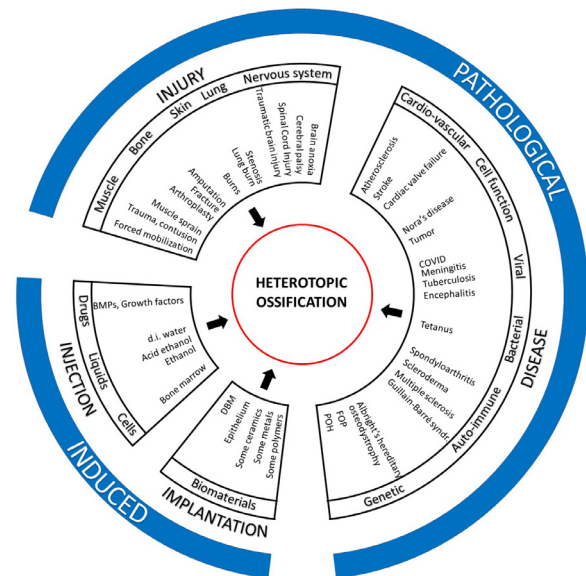 PATHOLOGICAL
INJURY
Muscle
Bone
Skin
Lung
Nervous system
Forced mobilization
Trauma, contusion
Muscle sprain
Arthroplasty
Fracture
Amputation
Burns
Lung burn
Stenosis
Traumatic brain injury
Spinal Cord Injury
Cerebral palsy
Brain anoxia
DISEASE
Cardio-vascular
Cell function
Viral
Bacterial
Auto-immune
Genetic
Atherosclerosis
Stroke
Cardiac valve failure
Nora's disease
Tumor
COVID
Meningitis
Tuberculosis
Encephalitis
Tetanus
Spondyloarthritis
Scleroderma
Multiple sclerosis
Guillain-Barré syndr.
Albright's hereditary
osteodystrophy
FOP
POH
HETEROTOPIC
OSSIFICATION
INDUCED
INJECTION
Drugs
Liquids
Cells
BMPs, Growth factors
d.i. water
Acid ethanol
Ethanol
Bone marrow
IMPLANTATION
Biomaterials
DBM
Epithelium
Some ceramics
Some metals
Some polymers